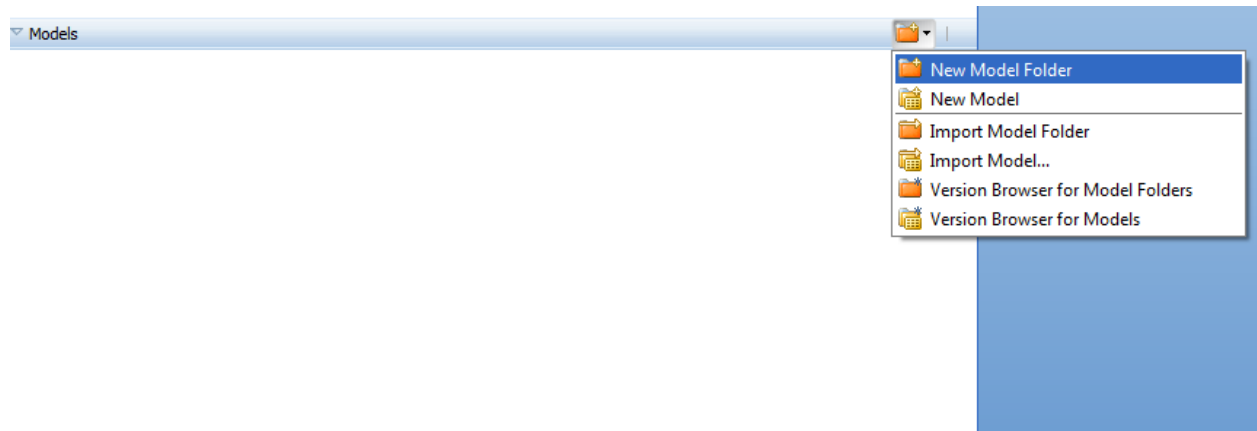 Models
New Model Folder
New Model
Import Model Folder
Import Model...
Version Browser for Model Folders
Version Browser for Models